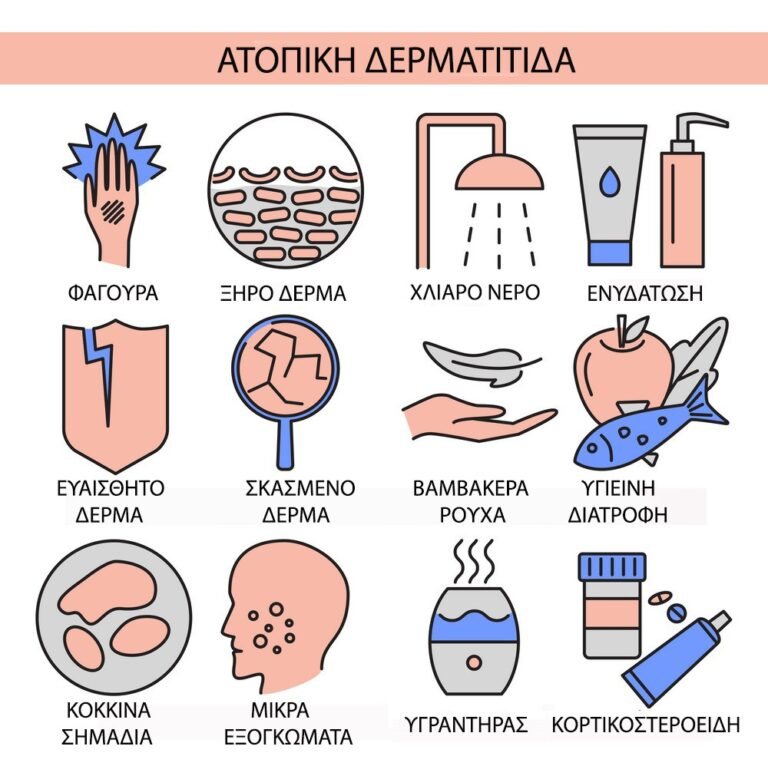 ΑΤΟΠΙΚΗ ΔΕΡΜΑΤΙΤΙΔΑ
ΦΑΓΟΥΡΑ
ΞΗΡΟ ΔΕΡΜΑ
ΧΛΙΑΡΟ ΝΕΡΟ
ΕΝΥΔΑΤΩΣΗ
ΕΥΑΙΣΘΗΤΟ
ΔΕΡΜΑ
ΣΚΑΣΜΕΝΟ
ΔΕΡΜΑ
ΒΑΜΒΑΚΕΡΑ
ΡΟΥΧΑ
ΥΓΙΕΙΝΗ
ΔΙΑΤΡΟΦΗ
ΚΟΚΚΙΝΑ
ΣΗΜΑΔΙΑ
ΜΙΚΡΑ
ΕΞΟΓΚΩΜΑΤΑ
ΥΓΡΑΝΤΗΡΑΣ
ΚΟΡΤΙΚΟΣΤΕΡΟΕΙΔΗ